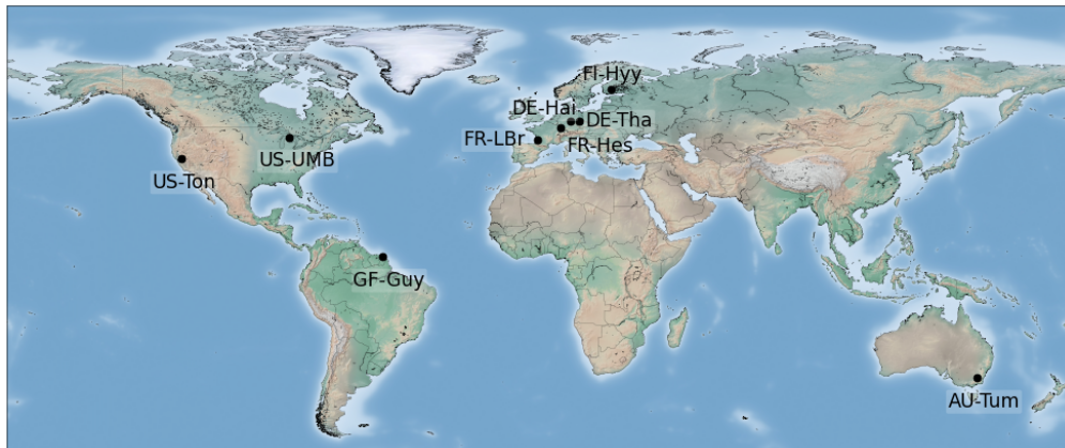 FI-Hyy
DE-Hai
DE-Tha
FR-LBr
FR-Hes
US-UMB
US-Ton
GF-Guy
AU-Tum